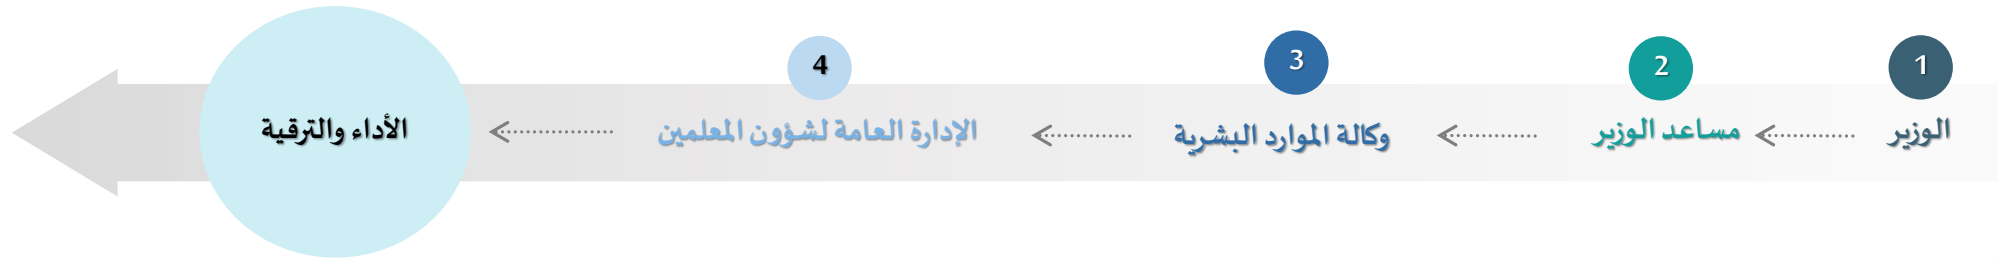 1
الوزير
2
مساعد الوزير
3
وكالة الموارد البشرية
4
الإدارة العامة لشؤون المعلمين
الأداء والترقية